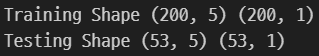 Training Shape (200, 5) (200, 1)
Testing Shape (53, 5) (53, 1)